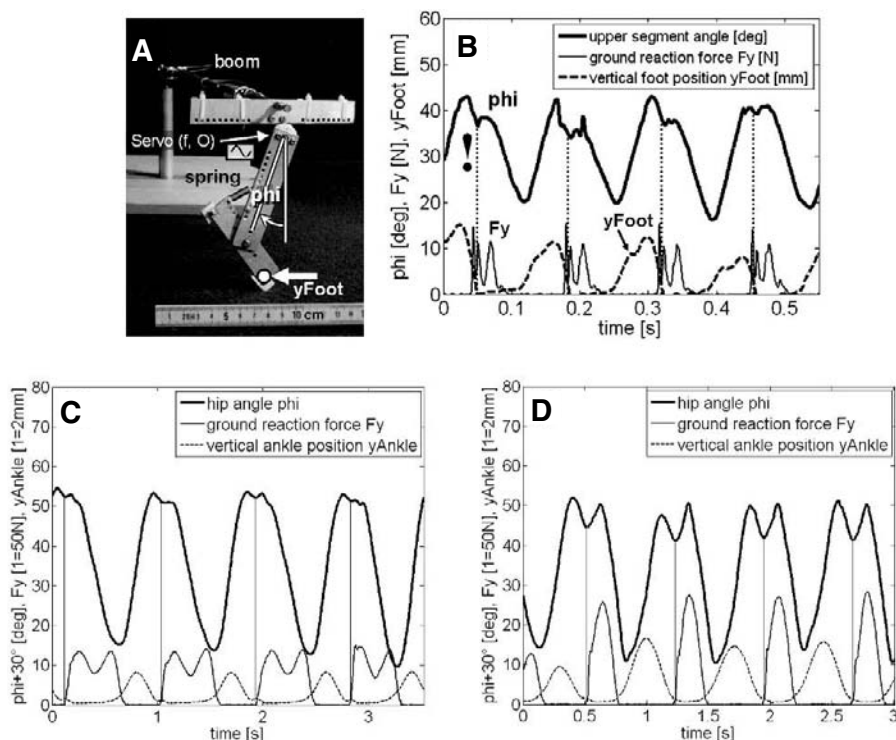 A
boom
Servo (f, O)
spring
phi
yFoot
5
10 cm
B
upper segment angle [deg]
ground reaction force Fy [N]
vertical foot position yFoot [mm]
phi
!
Fy
yFoot
phi [deg], Fy [N], yFoot [mm]
60
50
40
30
20
10
0
0 0.1 0.2 0.3 0.4 0.5
time [s]
C
hip angle phi
ground reaction force Fy
vertical ankle position yAnkle
phi+30° [deg], Fy [1=50N], yAnkle [1=2mm]
80
70
60
50
40
30
20
10
0
0 1 2 3
time [s]
D
hip angle phi
ground reaction force Fy
vertical ankle position yAnkle
phi+30° [deg], Fy [1=50N], yAnkle [1=2mm]
80
70
60
50
40
30
20
10
0
0 0.5 1 1.5 2 2.5 3
time [s]